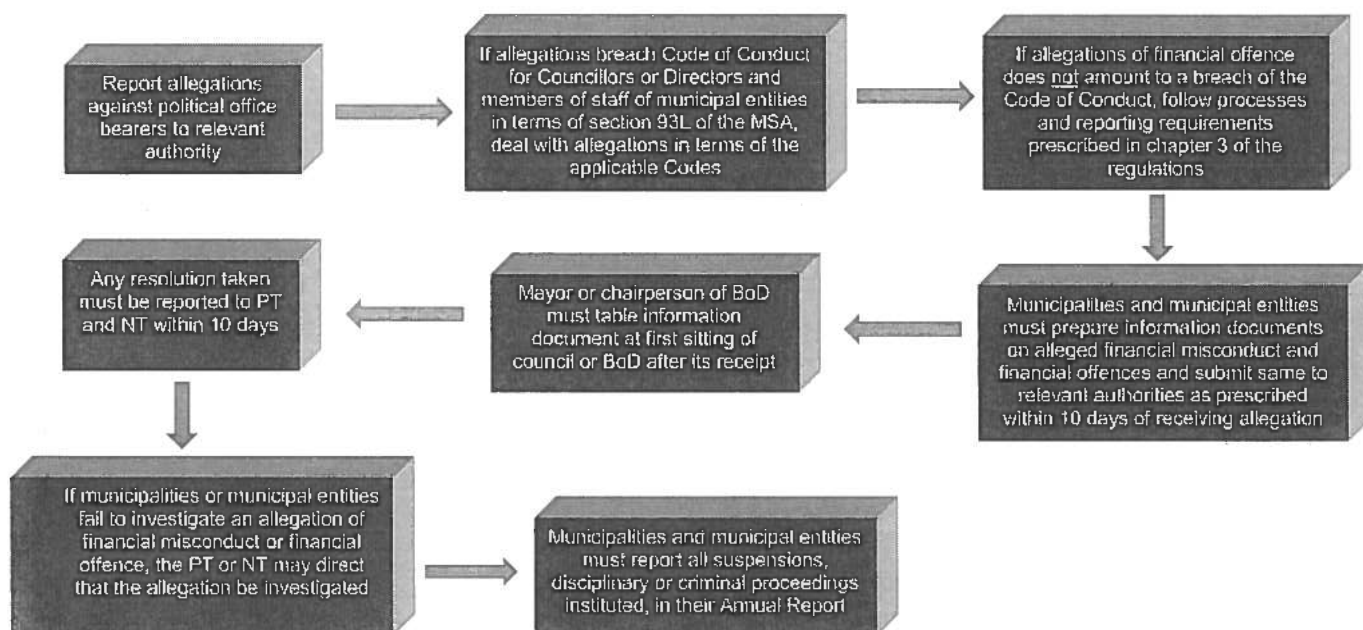 Report allegations
against political office
bearers to relevant
authority
If allegations breach Code of Conduct
for Councillors or Directors and
members of staff of municipal entities
in terms of section 93L of the MSA,
deal with allegations in terms of the
applicable Codes
If allegations of financial offence
does not amount to a breach of the
Code of Conduct, follow processes
and reporting requirements
prescribed in chapter 3 of the
regulations
Municipalities and municipal entities
must prepare information documents
on alleged financial misconduct and
financial offences and submit same to
relevant authorities as prescribed
within 10 days of receiving allegation
Mayor or chairperson of BoD
must table information
document at first sitting of
council or BoD after its receipt
Any resolution taken
must be reported to PT
and NT within 10 days
If municipalities or municipal entities
fail to investigate an allegation of
financial misconduct or financial
offence, the PT or NT may direct
that the allegation be investigated
Municipalities and municipal entities
must report all suspensions,
disciplinary or criminal proceedings
instituted, in their Annual Report